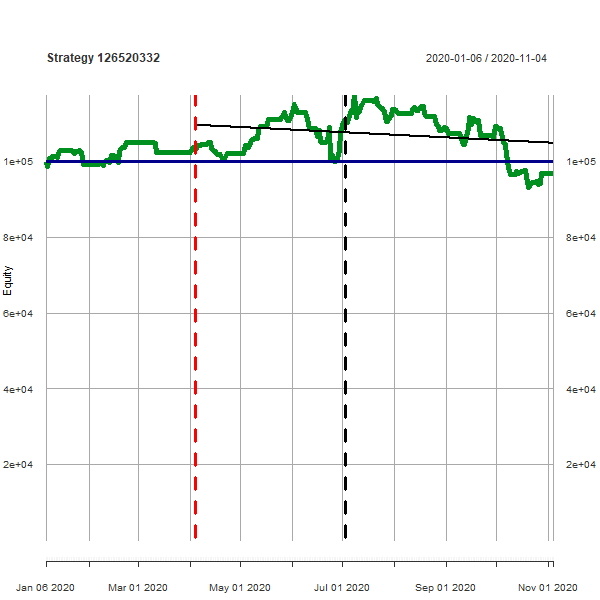 Strategy 126520332
2020-01-06 / 2020-11-04
1e+05
1e+05
8e+04
8e+04
Equity
6e+04
6e+04
4e+04
4e+04
2e+04
2e+04
Jan 06 2020
Mar 01 2020
May 01 2020
Jul 01 2020
Sep 01 2020
Nov 01 2020